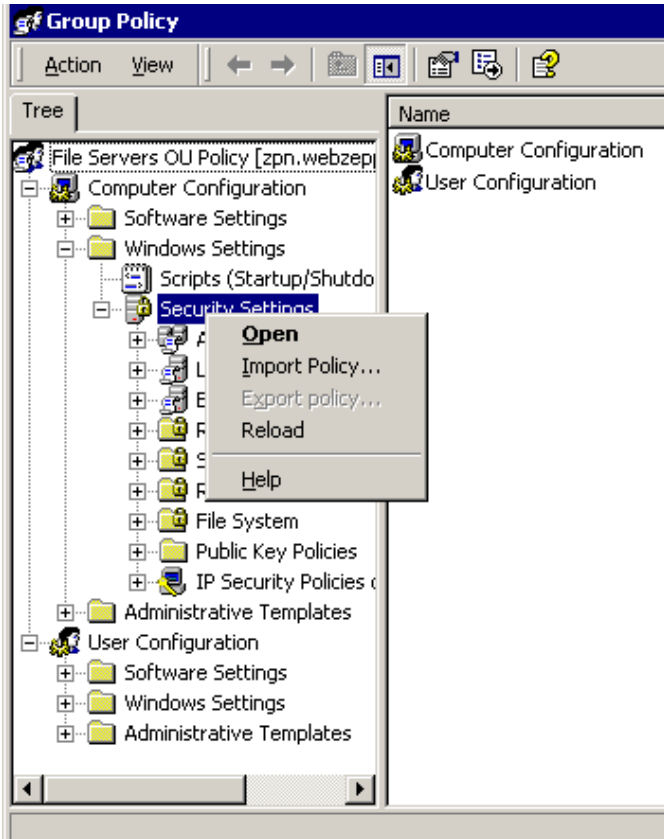 Group Policy
Action View
Tree
Name
File Servers OU Policy [zpn.webzepp
Computer Configuration
Computer Configuration
User Configuration
Software Settings
Windows Settings
Scripts (Startup/Shutdo
Security Settings
Open
A
Import Policy...
L
Export policy...
E
Reload
R
S
Help
R
File System
Public Key Policies
IP Security Policies o
Administrative Templates
User Configuration
Software Settings
Windows Settings
Administrative Templates